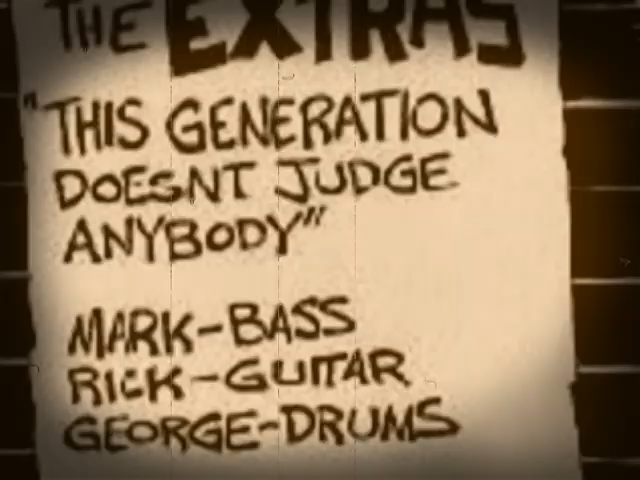 THE EXTRAS
"THIS GENERATION
DOESNT JUDGE
ANYBODY"
MARK-BASS
RICK-GUITAR
GEORGE-DRUMS